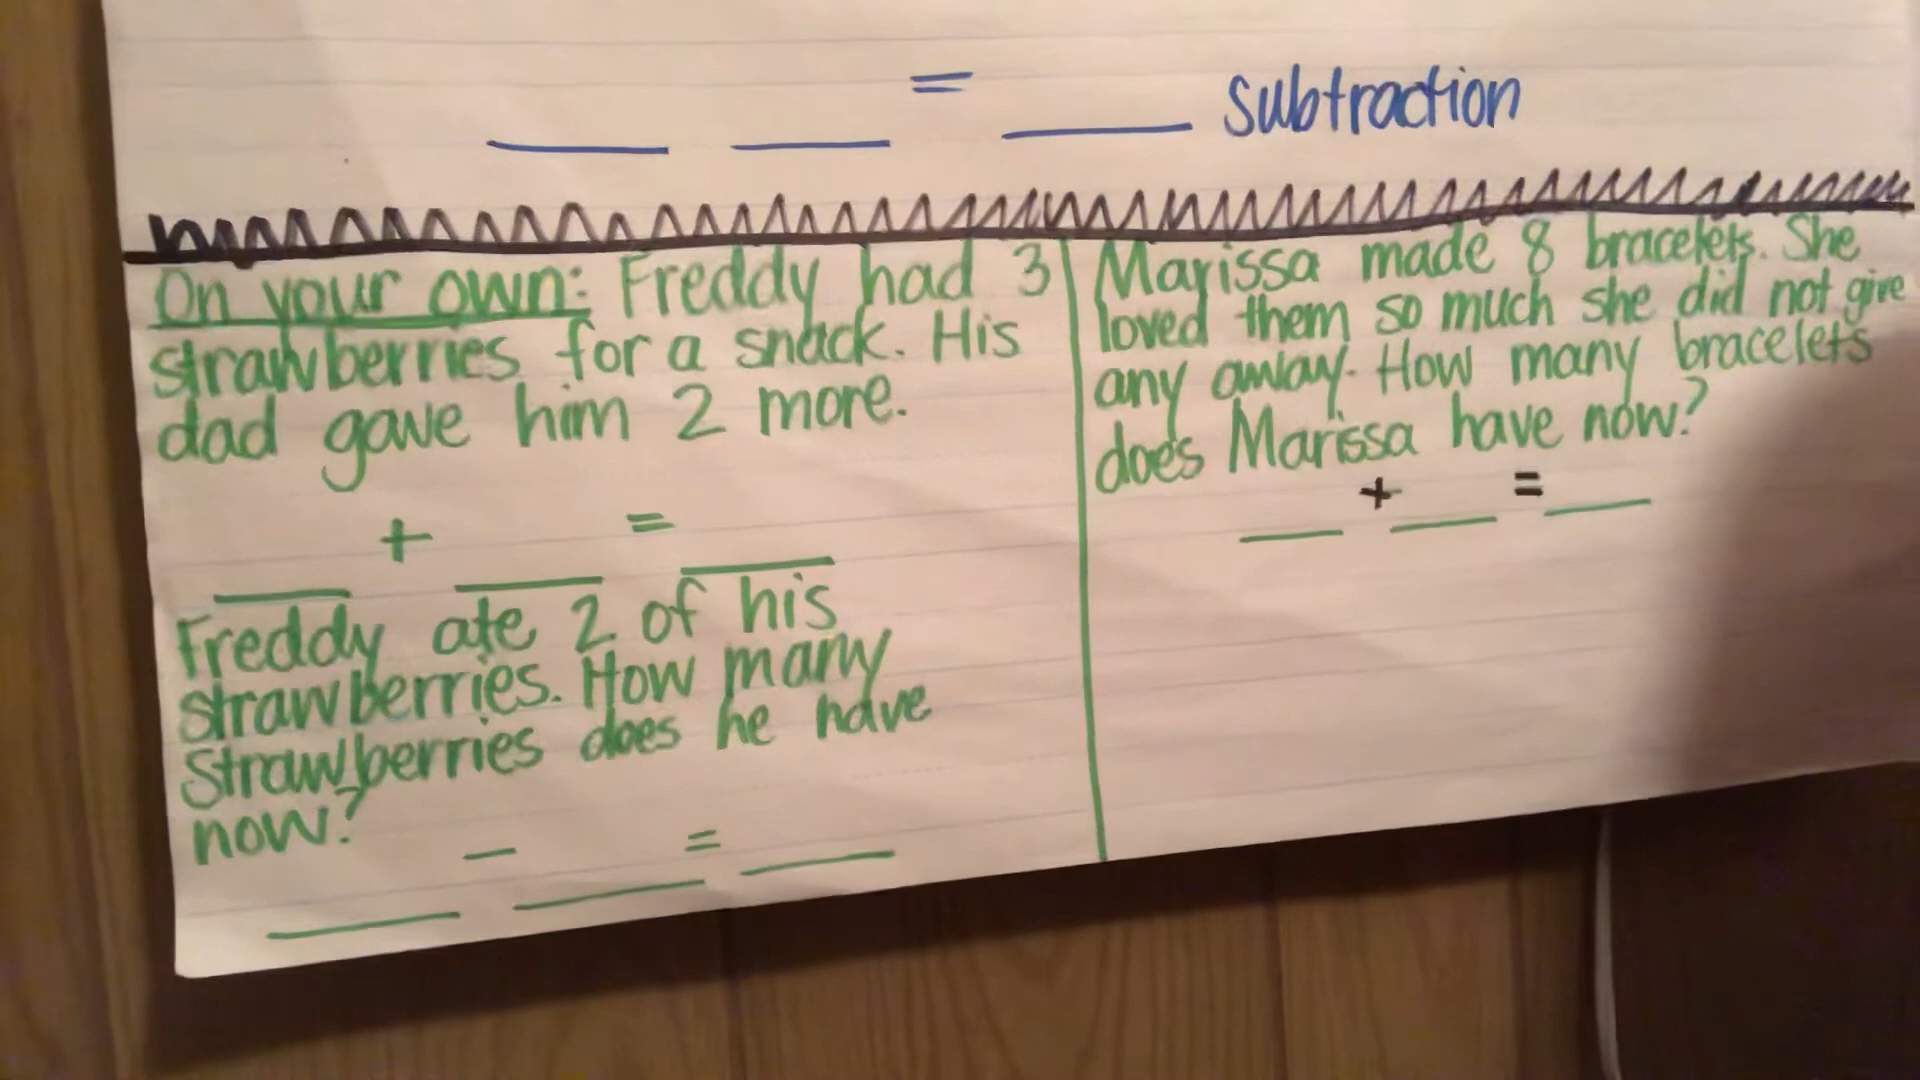 = subtraction
On your own: Freddy had 3
strawberries for a snack. His
dad gave him 2 more.
+ =
Freddy ate 2 of his
strawberries. How many
strawberries does he have
now?
- =
Marissa made 8 bracelets. She
loved them so much she did not give
any away. How many bracelets
does Marissa have now?
+ =